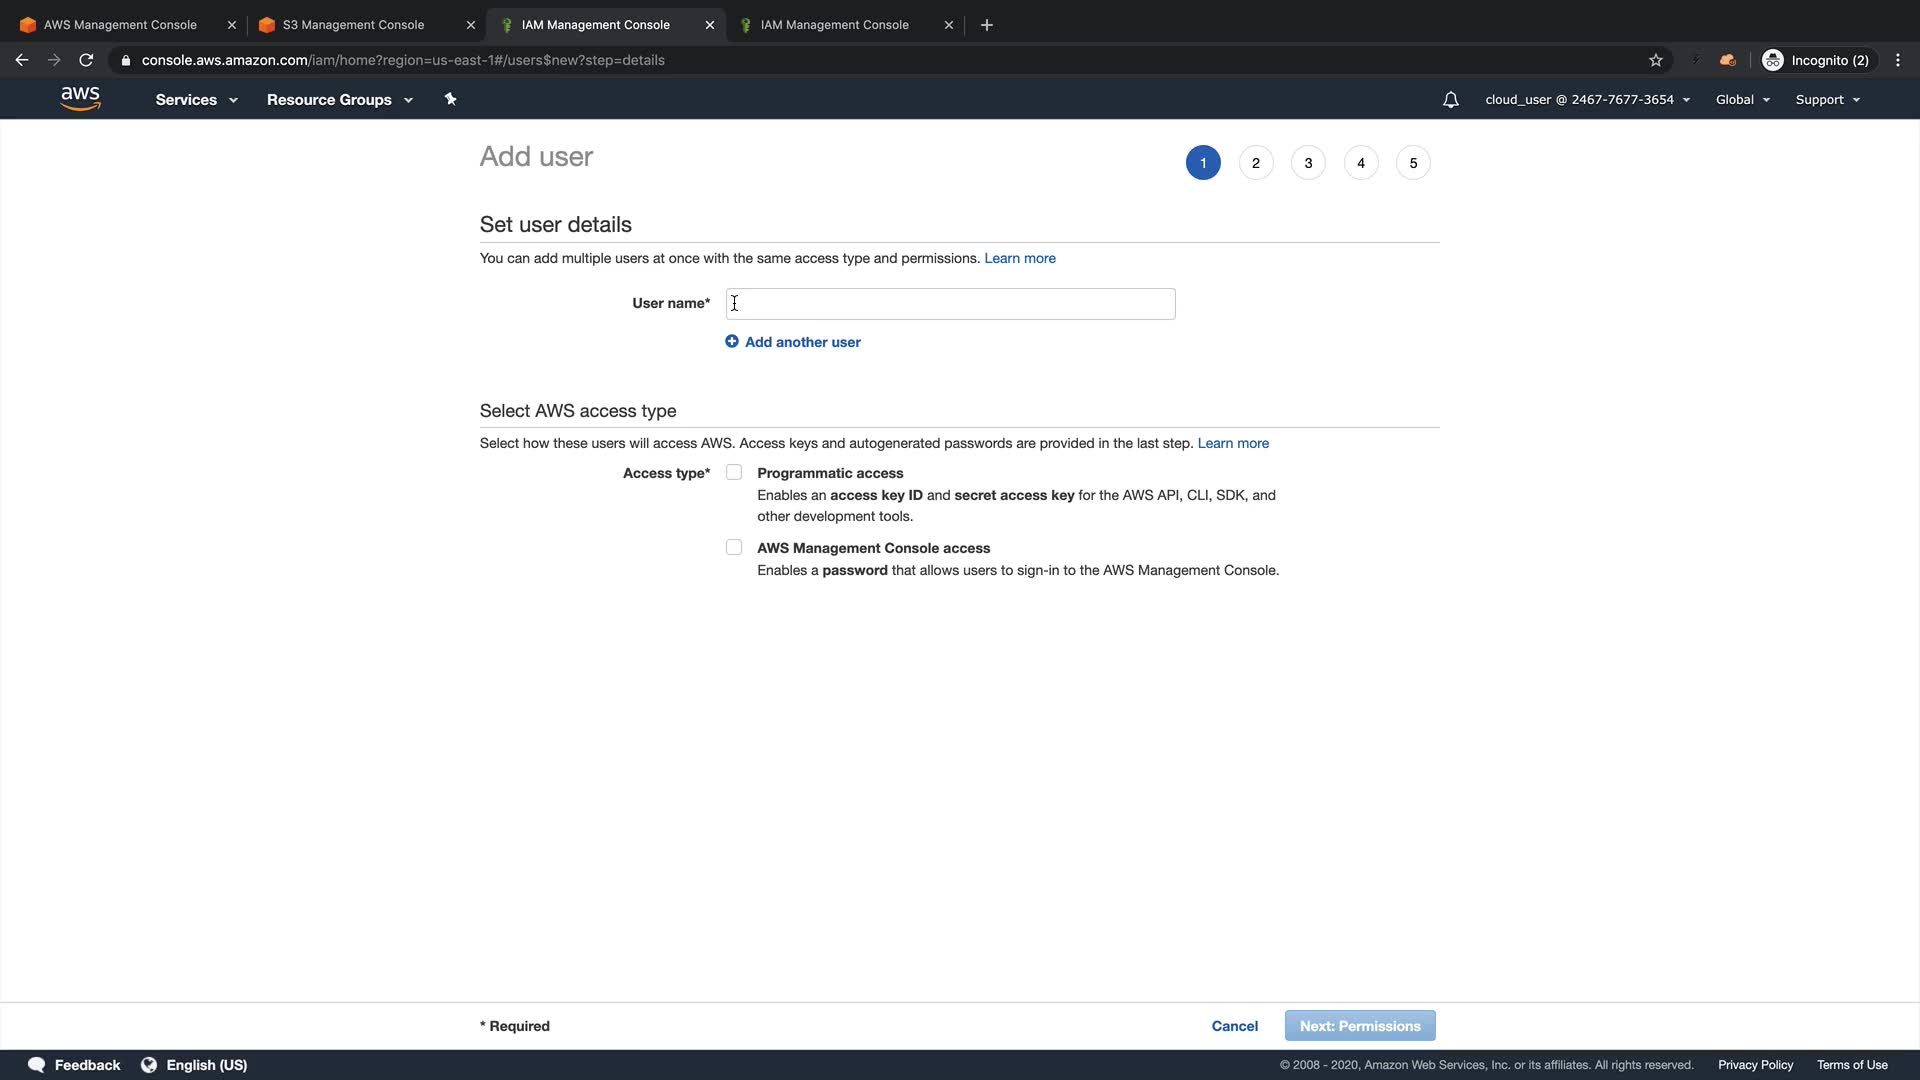 AWS Management Console
S3 Management Console
IAM Management Console
IAM Management Console
console.aws.amazon.com/iam/home?region=us-east-1#/users$new?step=details
Incognito (2)
aws
Services
Resource Groups
cloud_user @ 2467-7677-3654
Global
Support
Add user
1
2
3
4
5
Set user details
You can add multiple users at once with the same access type and permissions. Learn more
User name*
Add another user
Select AWS access type
Select how these users will access AWS. Access keys and autogenerated passwords are provided in the last step. Learn more
Access type*
Programmatic access
Enables an access key ID and secret access key for the AWS API, CLI, SDK, and
other development tools.
AWS Management Console access
Enables a password that allows users to sign-in to the AWS Management Console.
* Required
Cancel
Next: Permissions
Feedback
English (US)
© 2008 - 2020, Amazon Web Services, Inc. or its affiliates. All rights reserved.
Privacy Policy
Terms of Use